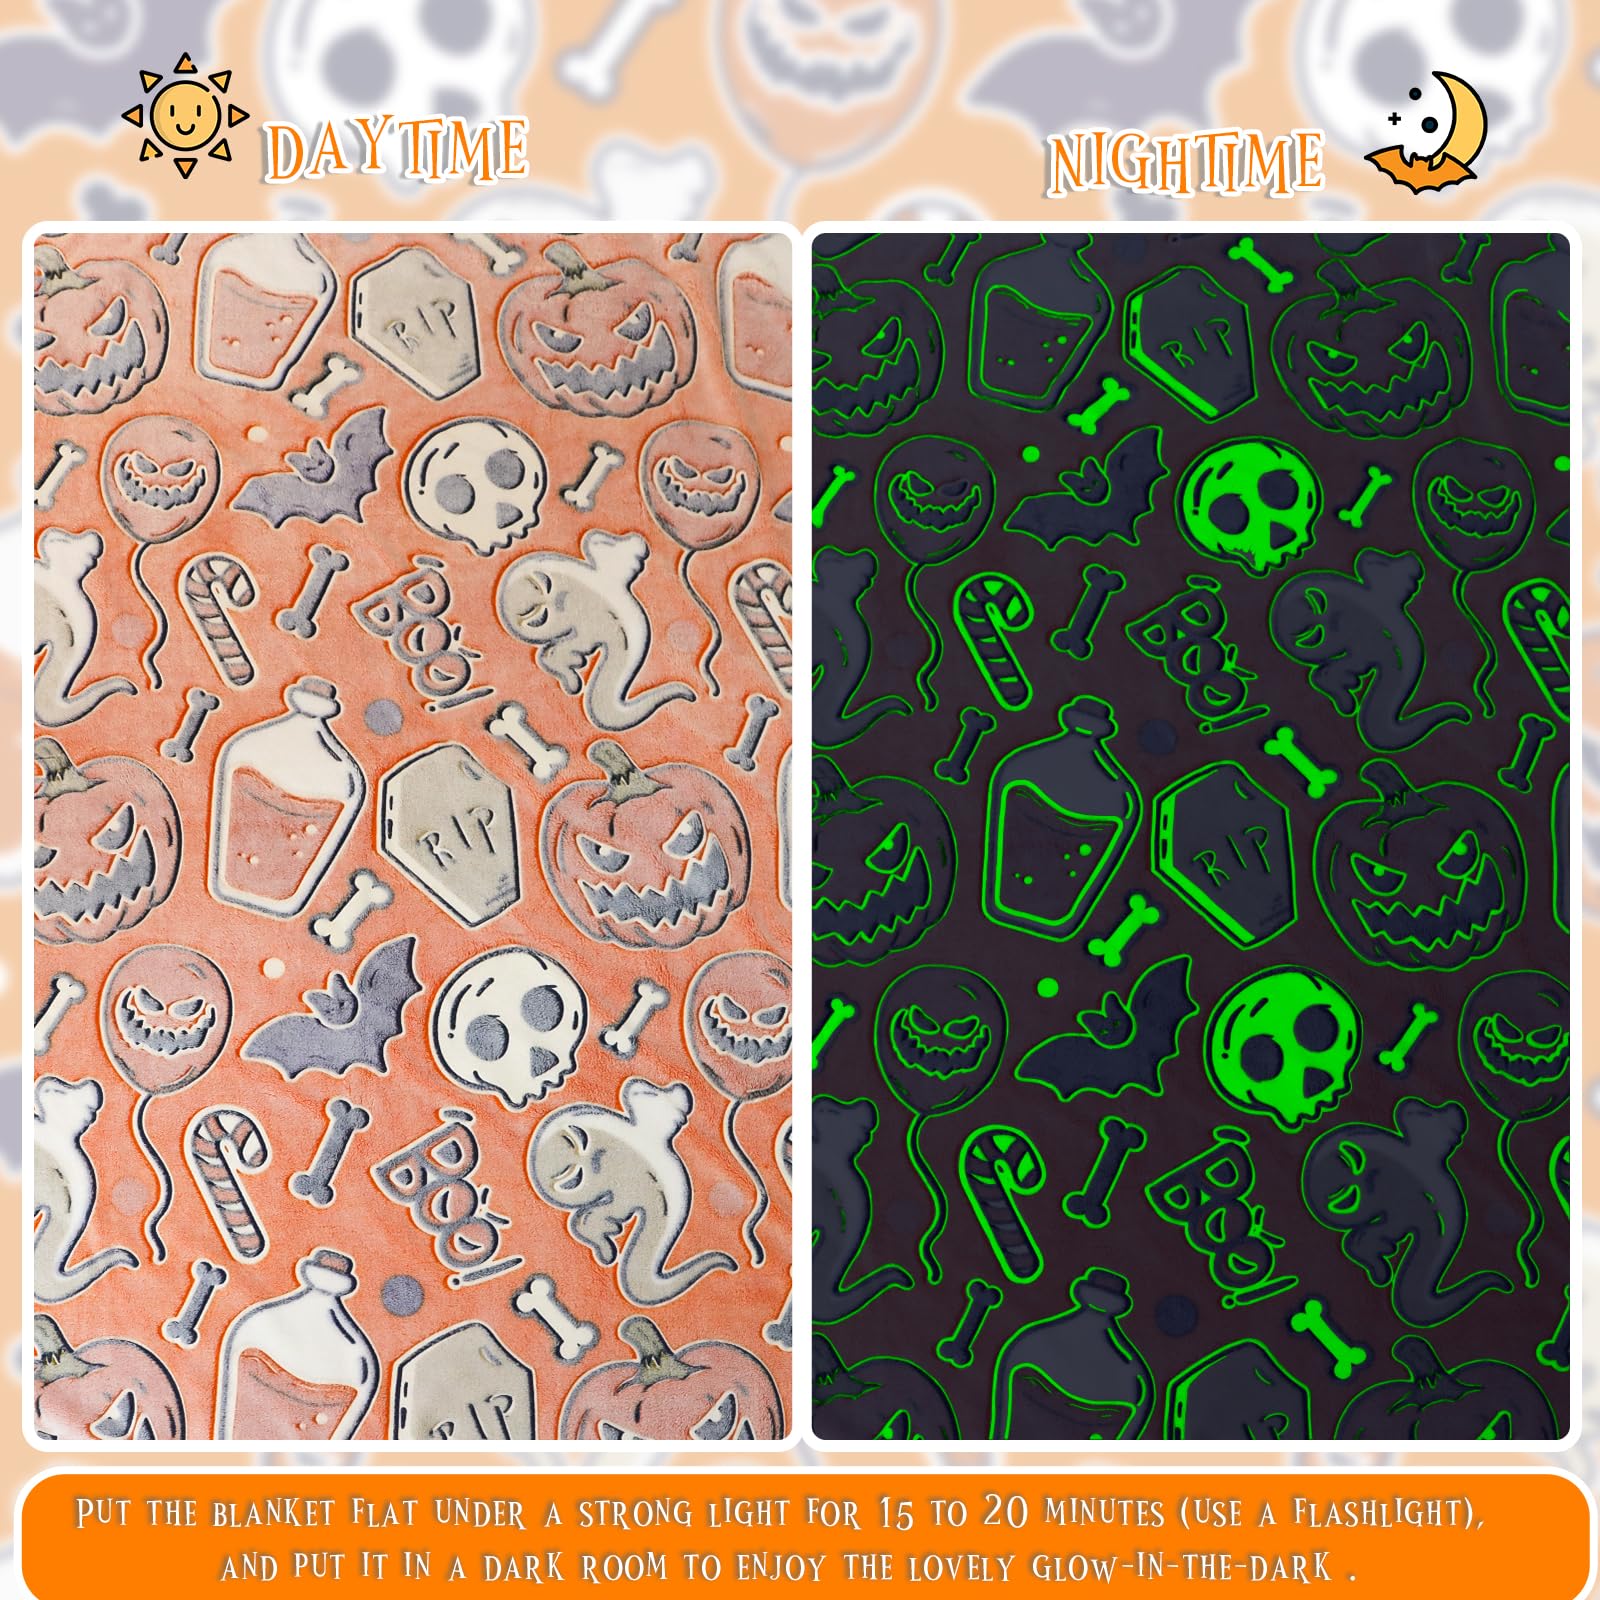 DAYTIME
NIGHTIME
RIP
RIP
BOO!
BOO!
RIP
RIP
BOO!
BOO!
RIP
RIP
PUT THE BLANKET FLAT UNDER A STRONG LIGHT FOR 15 TO 20 MINUTES (USE A FLASHLIGHT),
AND PUT IT IN A DARK ROOM TO ENJOY THE LOVELY GLOW-IN-THE-DARK .